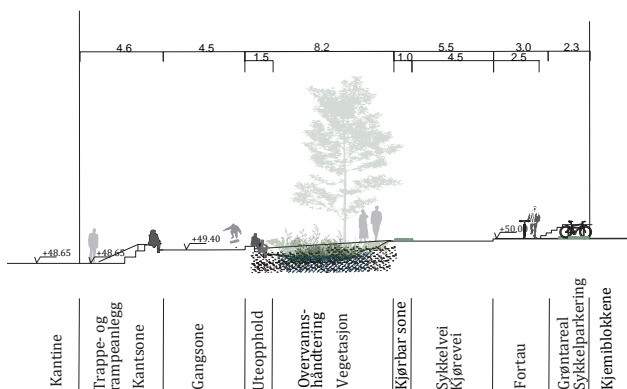 4.6
4.5
8.2
5.5
3.0
2.3
1.5
1.0
4.5
2.5
+48.65
+48.65
+49.40
+50.00
Kantine
Trappe- og
rampeanlegg
Kantsone
Gangsone
Uteopphold
Overvanns-
håndtering
Vegetasjon
Kjørbar sone
Sykkelvei
Kjørevei
Fortau
Grøntareal
Sykkelparkering
Kjemiblokkene